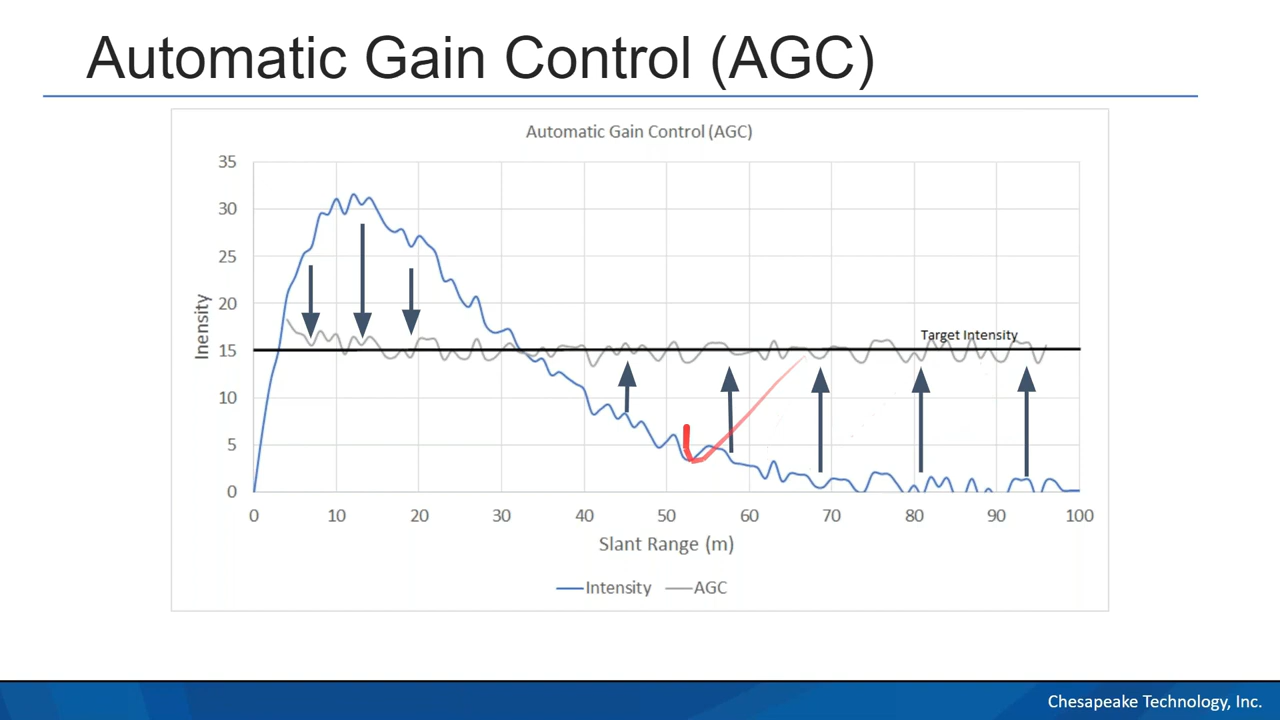 Automatic Gain Control (AGC)
Automatic Gain Control (AGC)
35
30
25
20
15
10
5
0
Inensity
Target Intensity
0 10 20 30 40 50 60 70 80 90 100
Slant Range (m)
Intensity AGC
Chesapeake Technology, Inc.